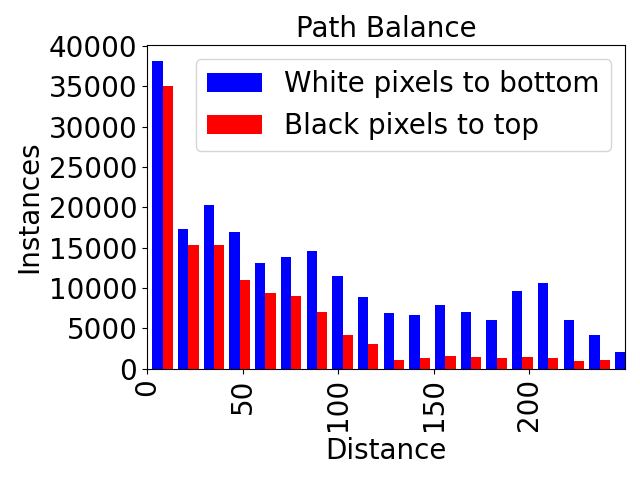 Path Balance
40000
35000
30000
25000
20000
15000
10000
5000
0
Instances
White pixels to bottom
Black pixels to top
0
50
100
150
200
Distance